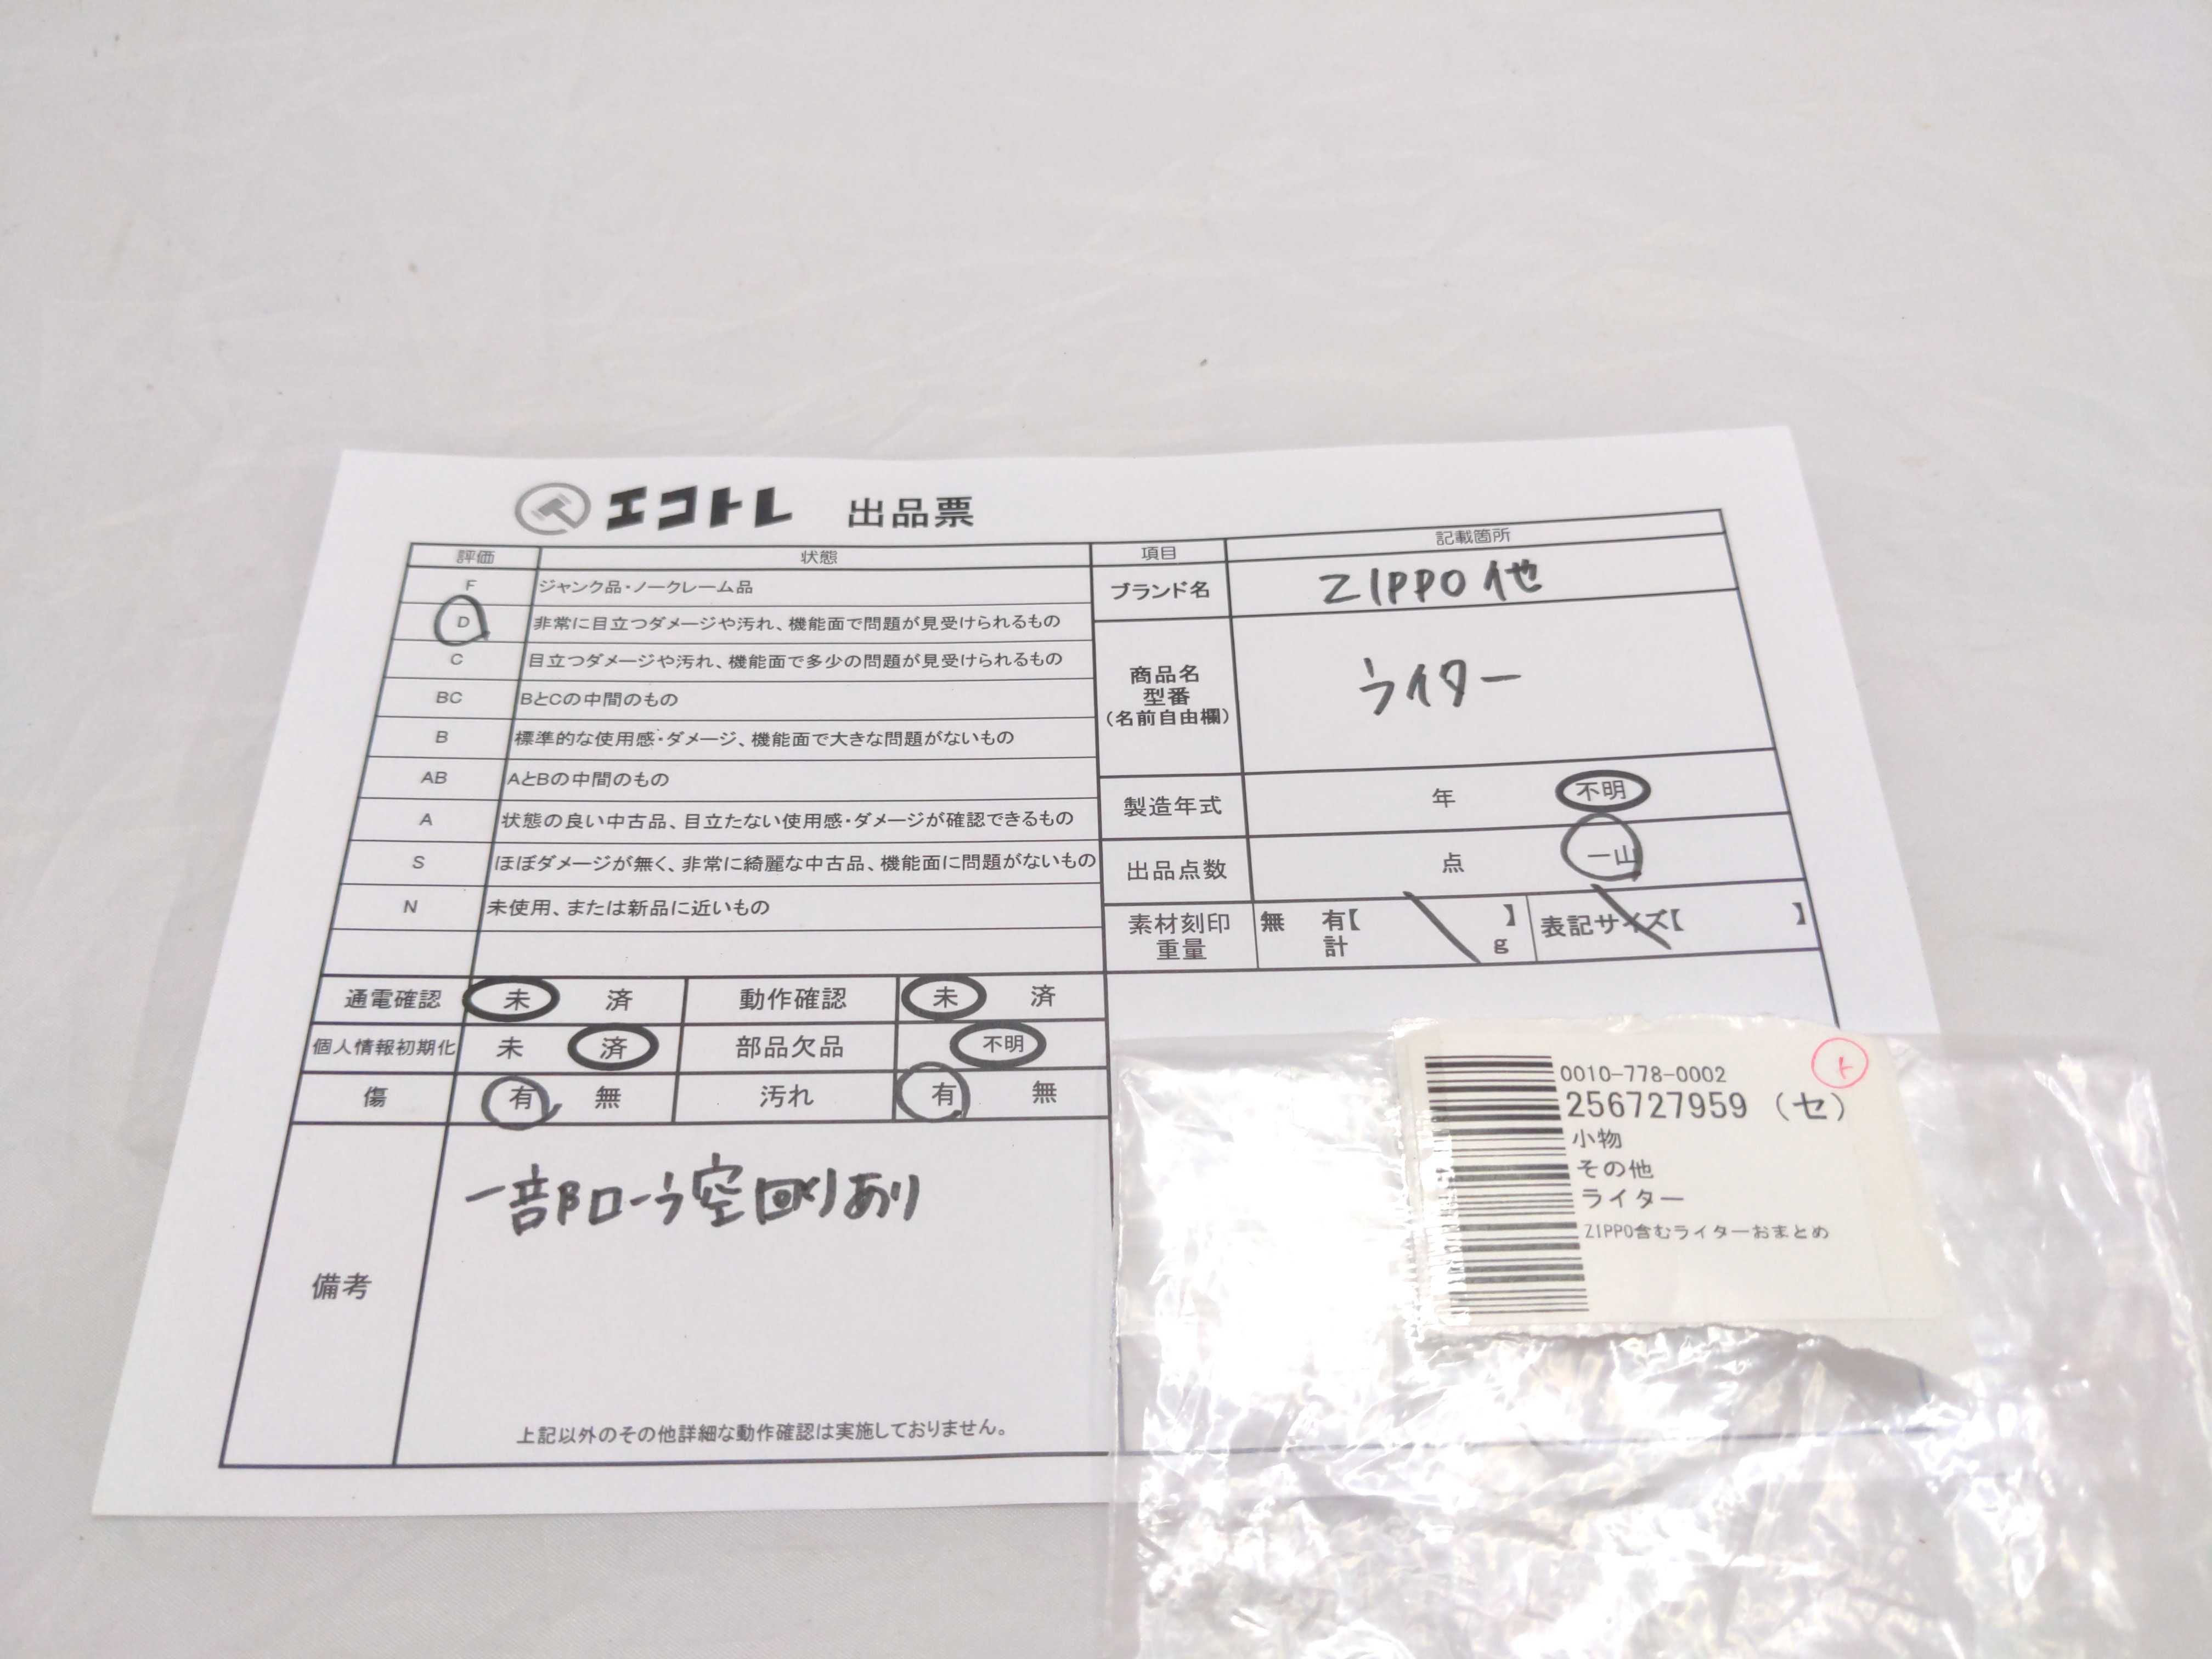 エコトレ 出品票
評価 状態 項目 記載箇所
F ジャンク品・ノークレーム品
D 非常に目立つダメージや汚れ、機能面で問題が見受けられるもの
C 目立つダメージや汚れ、機能面で多少の問題が見受けられるもの
BC BとCの中間のもの
B 標準的な使用感・ダメージ、機能面で大きな問題がないもの
AB AとBの中間のもの
A 状態の良い中古品、目立たない使用感・ダメージが確認できるもの
S ほぼダメージが無く、非常に綺麗な中古品、機能面に問題がないもの
N 未使用、または新品に近いもの
ブランド名 ZIPPO 他
商品名
型番
(名前自由欄)
ライター
製造年式 年 不明
出品点数 点 一山
素材刻印 無 有【 】 表記サイズ【 】
重量 計 g
通電確認 未 済 動作確認 未 済
個人情報初期化 未 済 部品欠品 不明
傷 有 無 汚れ 有 無
備考
一部ローラ空回りあり
上記以外のその他詳細な動作確認は実施しておりません。
ト
0010-778-0002
256727959 (セ)
小物
その他
ライター
ZIPPO含むライターおまとめ